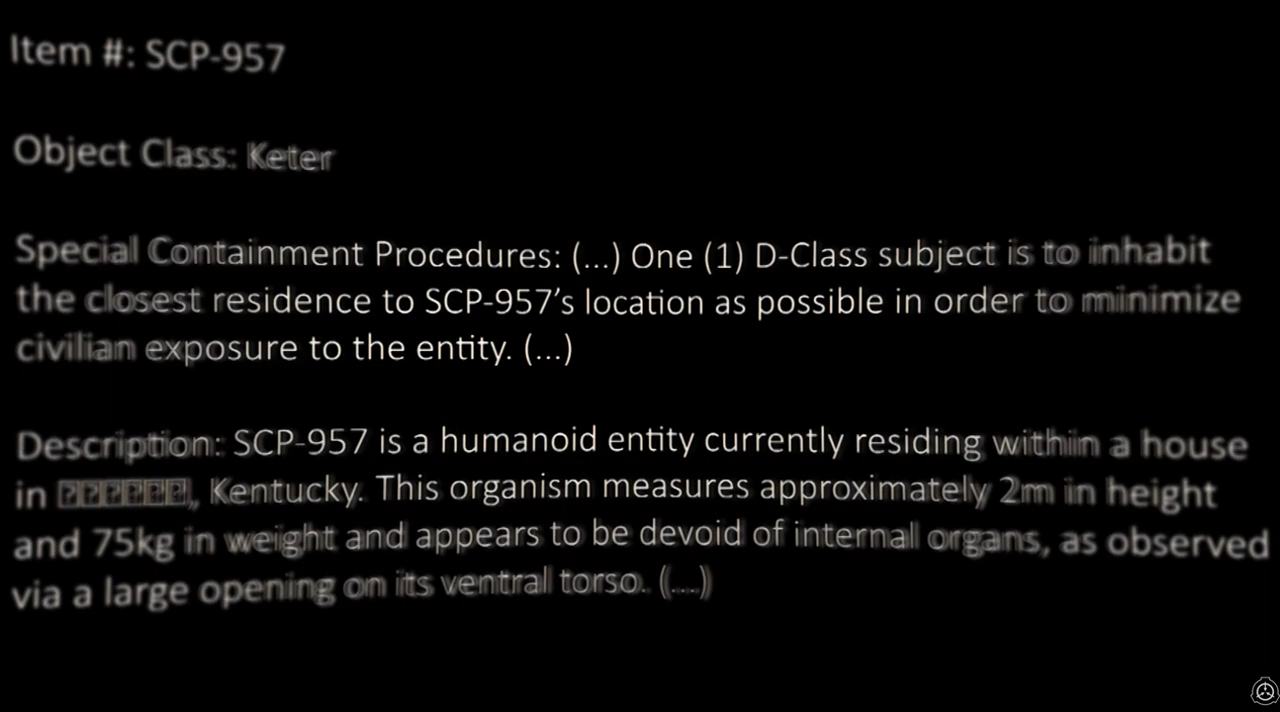 Item #: SCP-957
Object Class: Keter
Special Containment Procedures: (...) One (1) D-Class subject is to inhabit
the closest residence to SCP-957's location as possible in order to minimize
civilian exposure to the entity. (...)
Description: SCP-957 is a humanoid entity currently residing within a house
in , Kentucky. This organism measures approximately 2m in height
and 75kg in weight and appears to be devoid of internal organs, as observed
via a large opening on its ventral torso. (....)